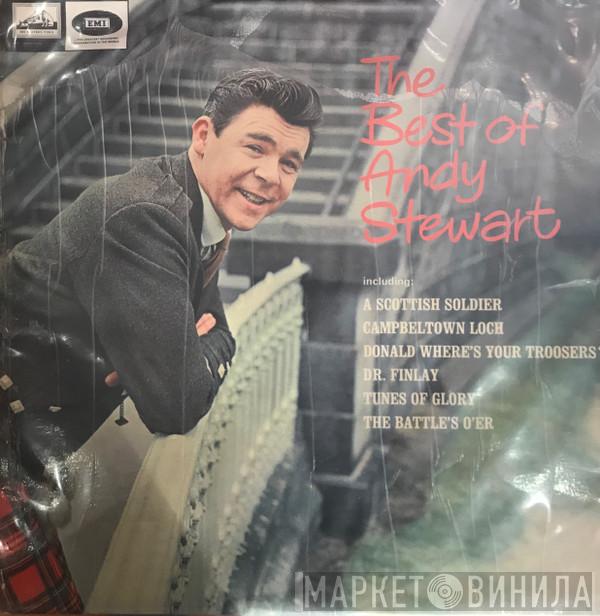 EMI
The
Best of
Andy
Stewart
including:
A SCOTTISH SOLDIER
CAMPBELTOWN LOCH
DONALD WHERE'S YOUR TROOSERS?
DR. FINLAY
TUNES OF GLORY
THE BATTLE'S O'ER
МАРКЕТ ВИНИЛА